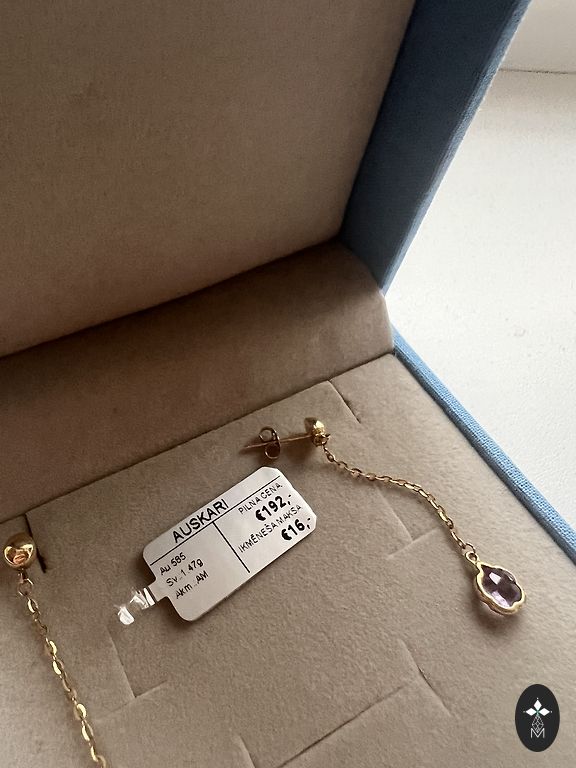 AUSKARI
Au 585
Sv. 1.47g
Akm. AM
PILNA CENA
€192,-
IKMĒNEŠA MAKSA
€16,-
M